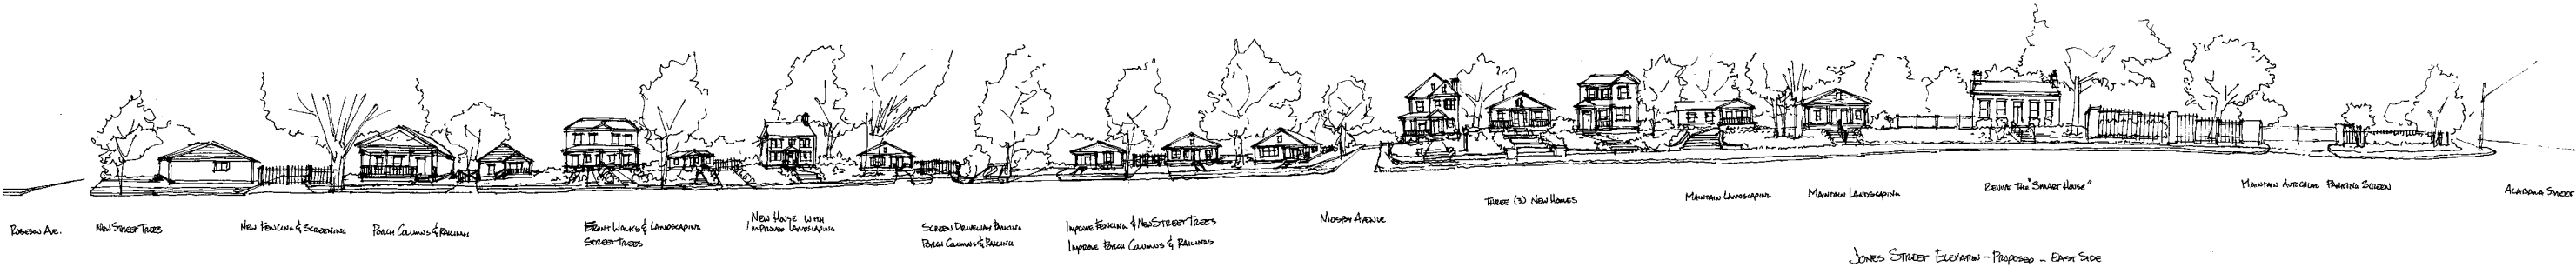 Robeson Ave.
New Street Trees
New Fencing & Screening
Porch Columns & Railings
Front Walks & Landscaping
Street Trees
New House with
Improved Landscaping
Screen Driveway Parking
Porch Columns & Railing
Improve Fencing & New Street Trees
Improve Porch Columns & Railings
Mosby Avenue
Three (3) New Homes
Maintain Landscaping
Maintain Landscaping
Revive the "Smart House"
Maintain Parking Screen
Alabama Street
Jones Street Elevation - Proposed - East Side